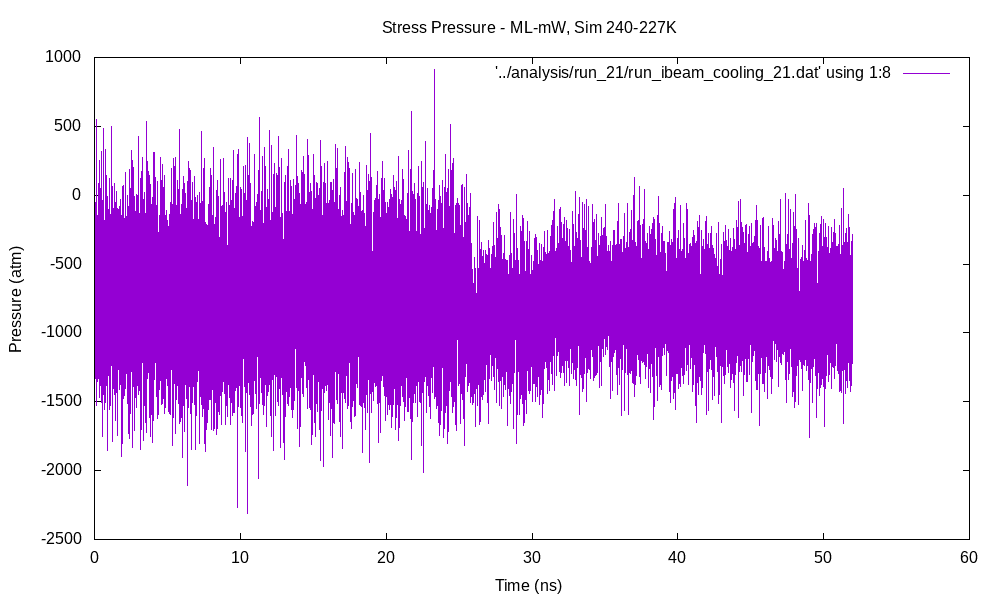 Stress Pressure - ML-mW, Sim 240-227K
'../analysis/run_21/run_ibeam_cooling_21.dat' using 1:8
Pressure (atm)
1000
500
0
-500
-1000
-1500
-2000
-2500
0 10 20 30 40 50 60
Time (ns)